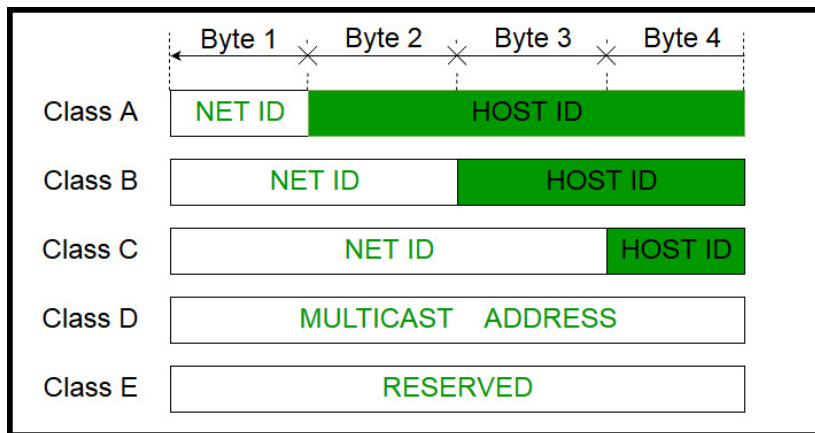 Byte 1 Byte 2 Byte 3 Byte 4
Class A NET ID HOST ID
Class B NET ID HOST ID
Class C NET ID HOST ID
Class D MULTICAST ADDRESS
Class E RESERVED